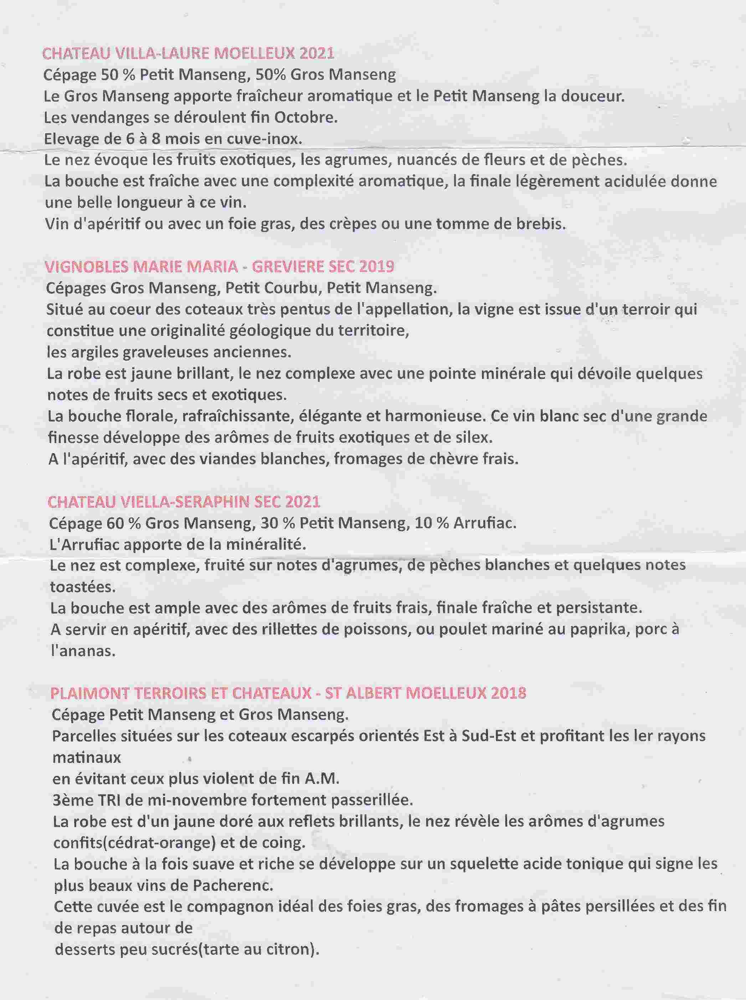 CHATEAU VILLA-LAURE MOELLEUX 2021
Cépage 50 % Petit Manseng, 50% Gros Manseng
Le Gros Manseng apporte fraîcheur aromatique et le Petit Manseng la douceur.
Les vendanges se déroulent fin Octobre.
Elevage de 6 à 8 mois en cuve-inox.
Le nez évoque les fruits exotiques, les agrumes, nuancés de fleurs et de pèches.
La bouche est fraîche avec une complexité aromatique, la finale légèrement acidulée donne
une belle longueur à ce vin.
Vin d'apéritif ou avec un foie gras, des crèpes ou une tomme de brebis.
VIGNOBLES MARIE MARIA - GREVIERE SEC 2019
Cépages Gros Manseng, Petit Courbu, Petit Manseng.
Situé au coeur des coteaux très pentus de l'appellation, la vigne est issue d'un terroir qui
constitue une originalité géologique du territoire,
les argiles graveleuses anciennes.
La robe est jaune brillant, le nez complexe avec une pointe minérale qui dévoile quelques
notes de fruits secs et exotiques.
La bouche florale, rafraîchissante, élégante et harmonieuse. Ce vin blanc sec d'une grande
finesse développe des arômes de fruits exotiques et de silex.
A l'apéritif, avec des viandes blanches, fromages de chèvre frais.
CHATEAU VIELLA-SERAPHIN SEC 2021
Cépage 60 % Gros Manseng, 30 % Petit Manseng, 10 % Arrufiac.
L'Arrufiac apporte de la minéralité.
Le nez est complexe, fruité sur notes d'agrumes, de pèches blanches et quelques notes
toastées.
La bouche est ample avec des arômes de fruits frais, finale fraîche et persistante.
A servir en apéritif, avec des rillettes de poissons, ou poulet mariné au paprika, porc à
l'ananas.
PLAIMONT TERROIRS ET CHATEAUX - ST ALBERT MOELLEUX 2018
Cépage Petit Manseng et Gros Manseng.
Parcelles situées sur les coteaux escarpés orientés Est à Sud-Est et profitant les ler rayons
matinaux
en évitant ceux plus violent de fin A.M.
3ème TRI de mi-novembre fortement passerillée.
La robe est d'un jaune doré aux reflets brillants, le nez révèle les arômes d'agrumes
confits(cédrat-orange) et de coing.
La bouche à la fois suave et riche se développe sur un squelette acide tonique qui signe les
plus beaux vins de Pacherenc.
Cette cuvée est le compagnon idéal des foies gras, des fromages à pâtes persillées et des fin
de repas autour de
desserts peu sucrés(tarte au citron).